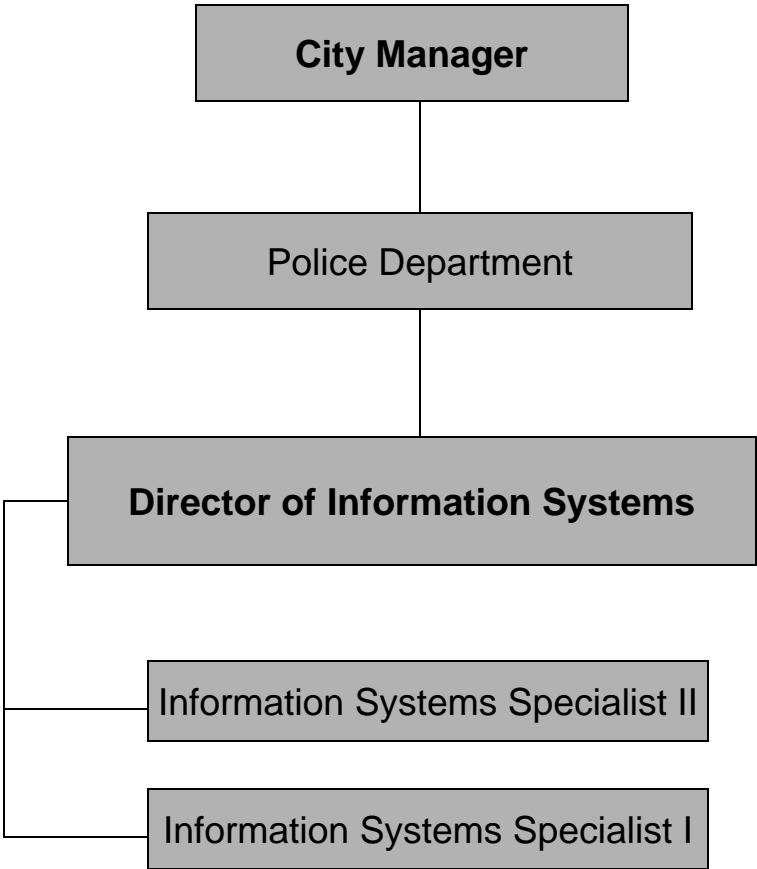 City Manager
Police Department
Director of Information Systems
Information Systems Specialist II
Information Systems Specialist I